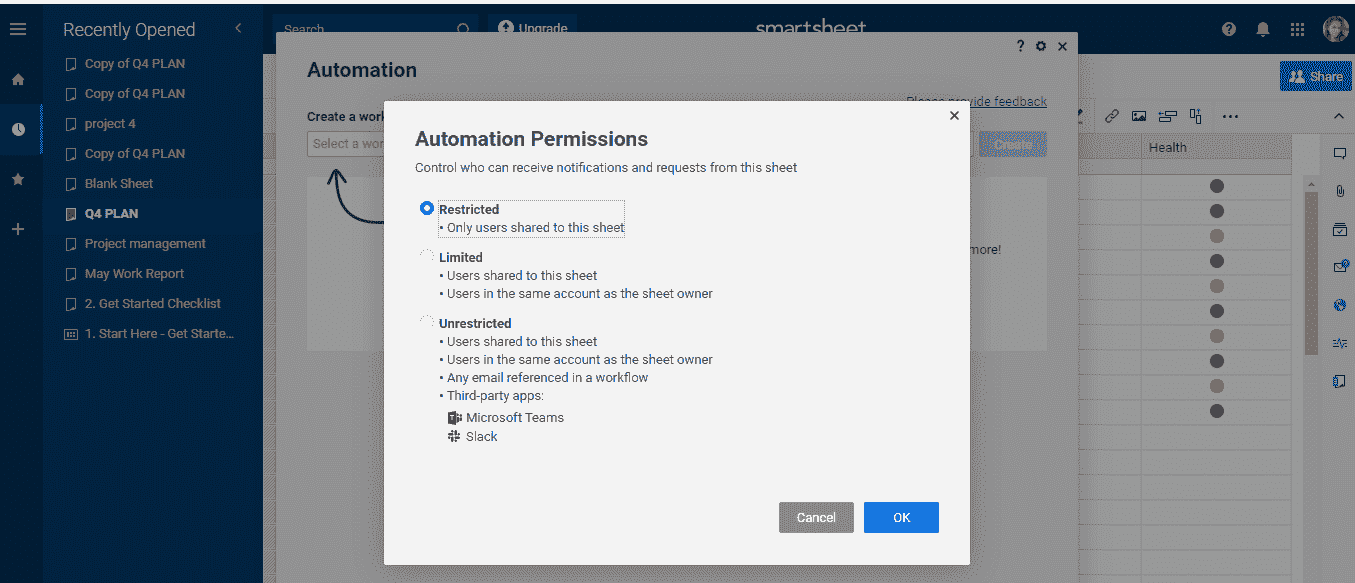 Recently Opened
Search
Upgrade
smartsheet
Copy of Q4 PLAN
Copy of Q4 PLAN
project 4
Copy of Q4 PLAN
Blank Sheet
Q4 PLAN
Project management
May Work Report
2. Get Started Checklist
1. Start Here - Get Starte...
Share
?
Automation
Please provide feedback
Create a work
Select a wor
Create
more!
Health
Automation Permissions
Control who can receive notifications and requests from this sheet
Restricted
• Only users shared to this sheet
Limited
• Users shared to this sheet
• Users in the same account as the sheet owner
Unrestricted
• Users shared to this sheet
• Users in the same account as the sheet owner
• Any email referenced in a workflow
• Third-party apps:
Microsoft Teams
Slack
Cancel
OK